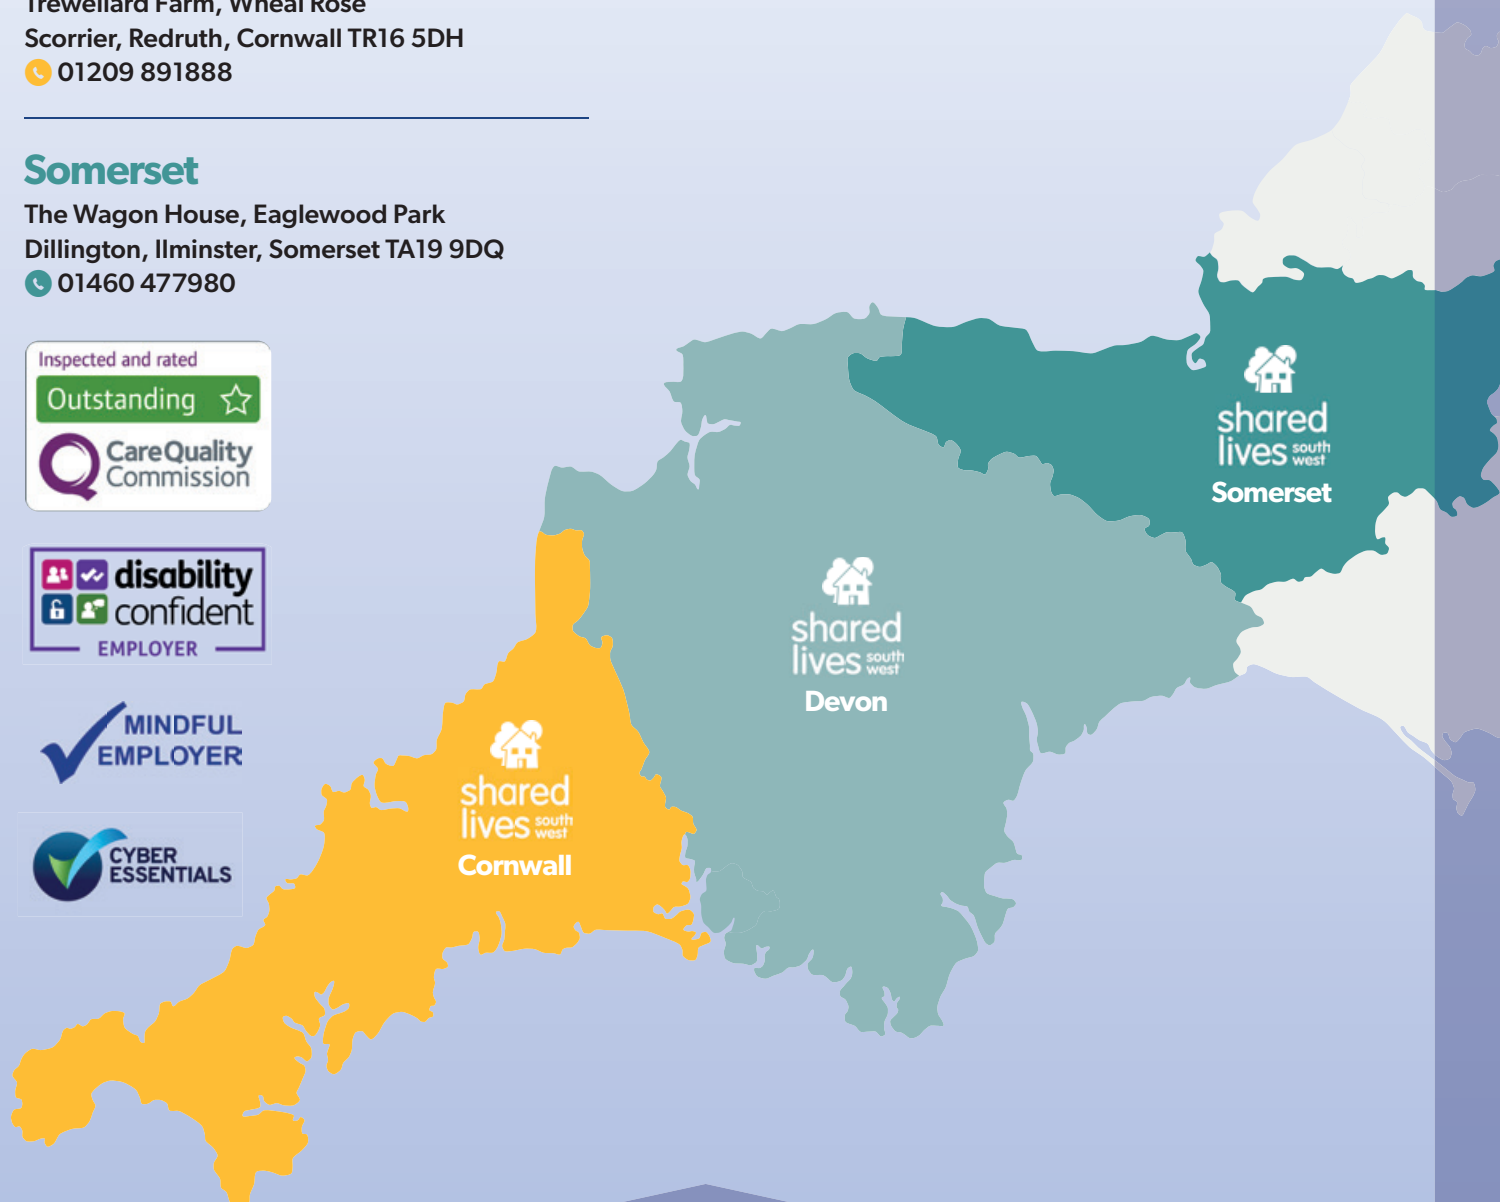 Trewellard Farm, Wheal Rose
Scorrier, Redruth, Cornwall TR16 5DH
01209 891888
Somerset
The Wagon House, Eaglewood Park
Dillington, Ilminster, Somerset TA19 9DQ
01460 477980
Inspected and rated
Outstanding
CareQuality
Commission
disability
confident
EMPLOYER
MINDFUL
EMPLOYER
CYBER
ESSENTIALS
shared
lives south west
Somerset
shared
lives south west
Devon
shared
lives south west
Cornwall